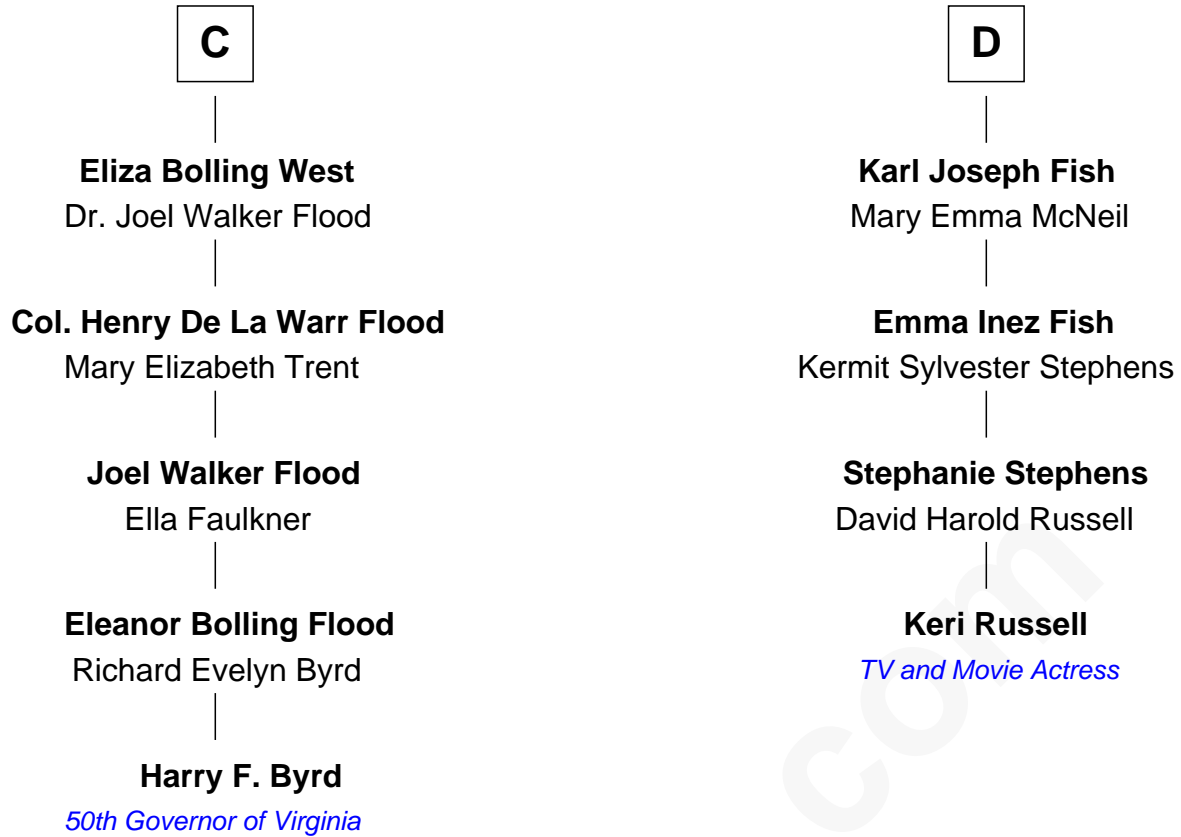 C
Eliza Bolling West
Dr. Joel Walker Flood
Col. Henry De La Warr Flood
Mary Elizabeth Trent
Joel Walker Flood
Ella Faulkner
Eleanor Bolling Flood
Richard Evelyn Byrd
Harry F. Byrd
50th Governor of Virginia
D
Karl Joseph Fish
Mary Emma McNeil
Emma Inez Fish
Kermit Sylvester Stephens
Stephanie Stephens
David Harold Russell
Keri Russell
TV and Movie Actress
com